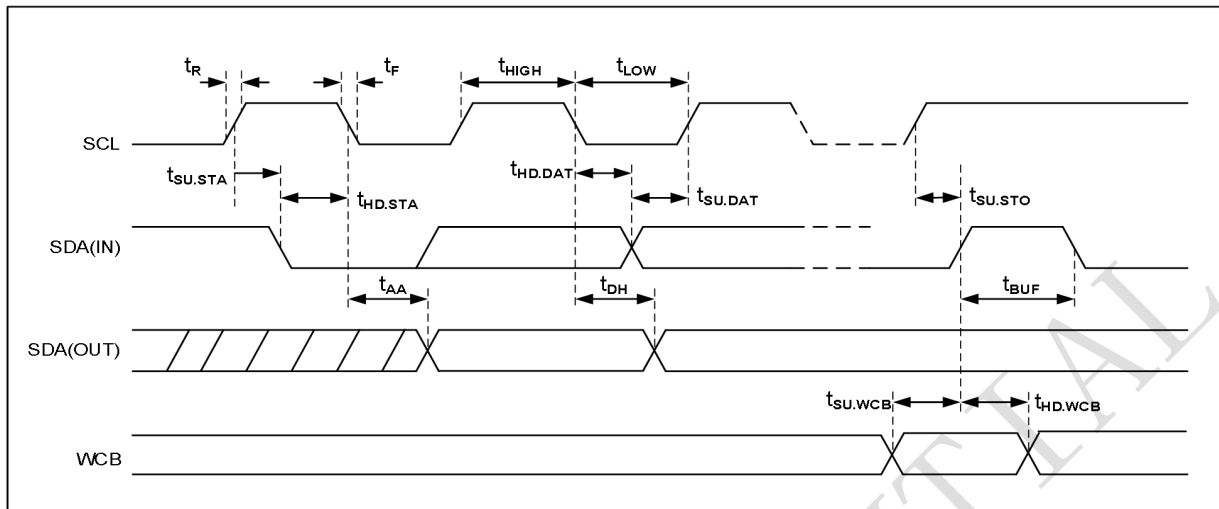 tR
tF
tHIGH
tLOW
SCL
tSU.STA
tHD.STA
tHD.DAT
tSU.DAT
tSU.STO
SDA(IN)
tAA
tDH
tBUF
SDA(OUT)
tSU.WCB
tHD.WCB
WCB
TIAL